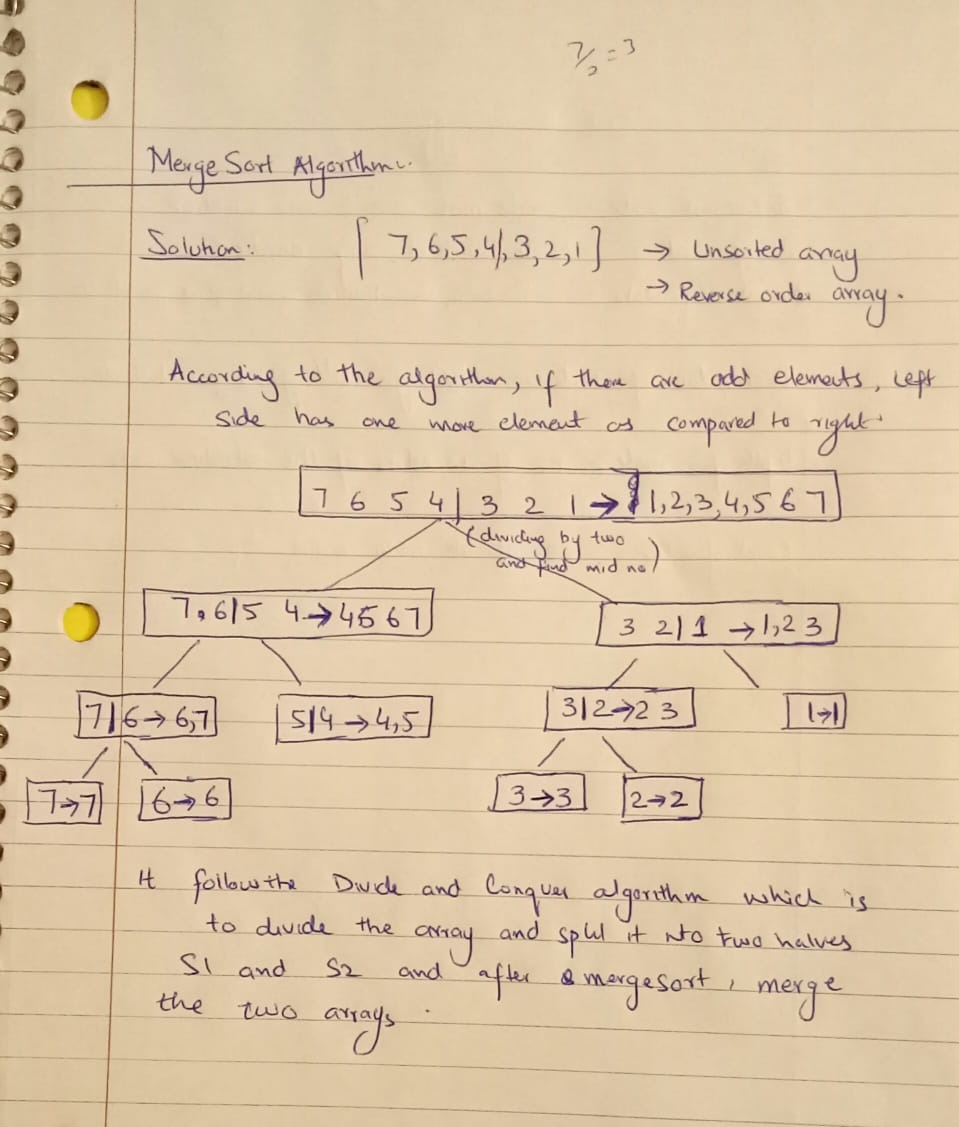 7/2 = 3
Merge Sort Algorithm.
Solution: [ 7, 6, 5, 4/, 3, 2, 1 ] → Unsorted array
→ Reverse order array.
According to the algorithm, if there are odd elements, left
side has one more element as compared to right.
7 6 5 4 | 3 2 1 → 1, 2, 3, 4, 5 6 7
(dividing by two
and find mid no)
7, 6 | 5 4 → 4 5 6 7
3 2 | 1 → 1, 2 3
7 | 6 → 6, 7
5 | 4 → 4, 5
3 | 2 → 2 3
1 → 1
7 → 7
6 → 6
3 → 3
2 → 2
It follow the Divide and Conquer algorithm which is
to divide the array and split it into two halves
S1 and S2 and after mergesort, merge
the two arrays.